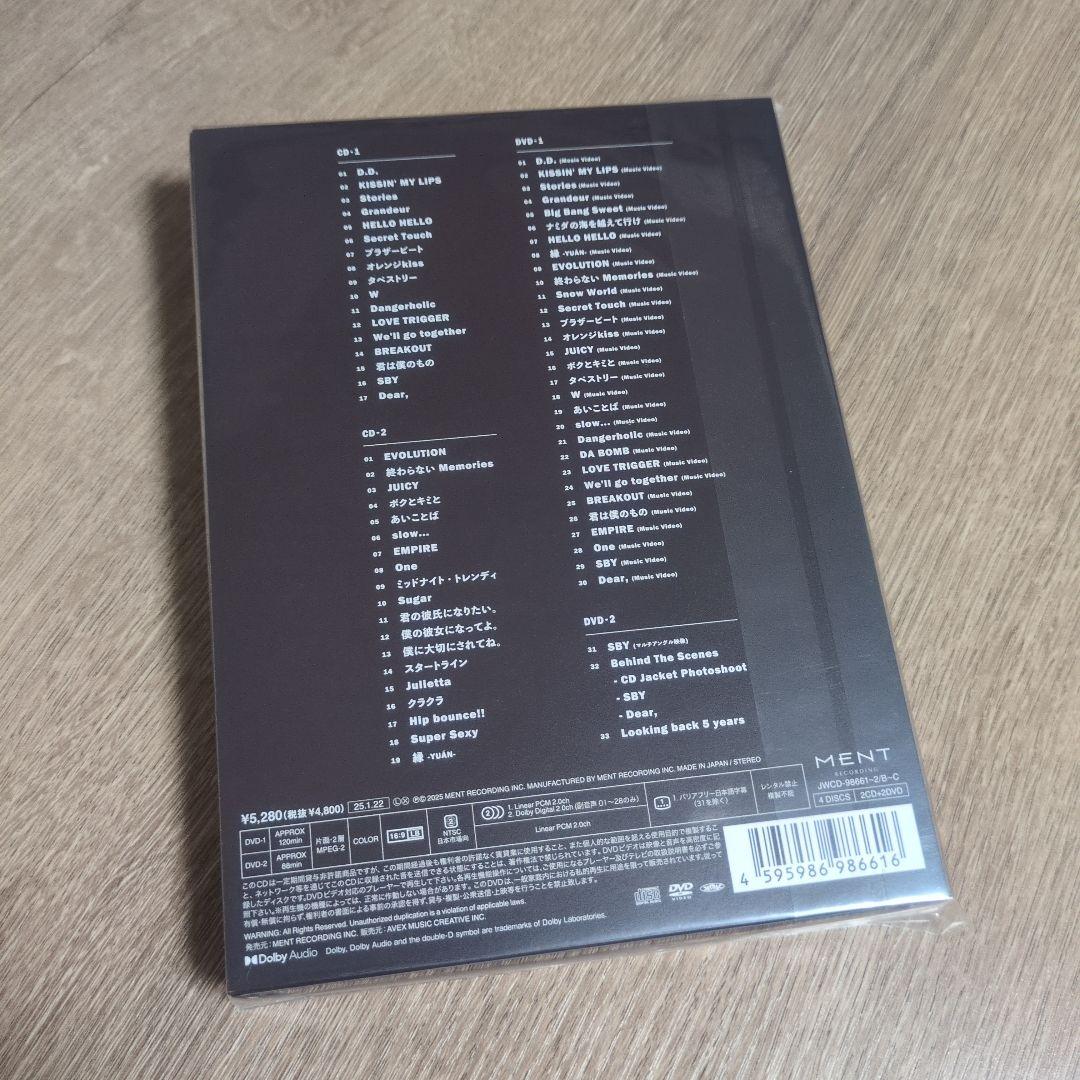 CD-1
01 D.D.
02 KISSIN' MY LIPS
03 Stories
04 Grandeur
05 HELLO HELLO
06 Secret Touch
07 ブラザービート
08 オレンジkiss
09 タペストリー
10 W
11 Dangerholic
12 LOVE TRIGGER
13 We'll go together
14 BREAKOUT
15 君は僕のもの
16 SBY
17 Dear,
CD-2
01 EVOLUTION
02 終わらない Memories
03 JUICY
04 ボクとキミと
05 あいことば
06 slow...
07 EMPIRE
08 One
09 ミッドナイト・トレンディ
10 Sugar
11 君の彼氏になりたい。
12 僕の彼女になってよ。
13 僕に大切にされてね。
14 スタートライン
15 Julietta
16 クラクラ
17 Hip bounce!!
18 Super Sexy
19 縁 -YUÁN-
DVD-1
01 D.D. (Music Video)
02 KISSIN' MY LIPS (Music Video)
03 Stories (Music Video)
04 Grandeur (Music Video)
05 Big Bang Sweet (Music Video)
06 ナミダの海を越えて行け (Music Video)
07 HELLO HELLO (Music Video)
08 縁 -YUÁN- (Music Video)
09 EVOLUTION (Music Video)
10 終わらない Memories (Music Video)
11 Snow World (Music Video)
12 Secret Touch (Music Video)
13 ブラザービート (Music Video)
14 オレンジkiss (Music Video)
15 JUICY (Music Video)
16 ボクとキミと (Music Video)
17 タペストリー (Music Video)
18 W (Music Video)
19 あいことば (Music Video)
20 slow... (Music Video)
21 Dangerholic (Music Video)
22 DA BOMB (Music Video)
23 LOVE TRIGGER (Music Video)
24 We'll go together (Music Video)
25 BREAKOUT (Music Video)
26 君は僕のもの (Music Video)
27 EMPIRE (Music Video)
28 One (Music Video)
29 SBY (Music Video)
30 Dear, (Music Video)
DVD-2
31 SBY (マルチアングル映像)
32 Behind The Scenes
- CD Jacket Photoshoot
- SBY
- Dear,
33 Looking back 5 years
MENT
RECORDING
JWCD-98661~2/B~C
4 DISCS 2CD+2DVD
¥5,280(税抜¥4,800) 25.1.22 ⓁⓍ Ⓟ©2025 MENT RECORDING INC. MANUFACTURED BY MENT RECORDING INC. MADE IN JAPAN / STEREO
DVD-1 APPROX 120min
DVD-2 APPROX 88min
片面・2層 MPEG-2
COLOR
16:9 LB
2 NTSC 日本市場向
1. Linear PCM 2.0ch
2. Dolby Digital 2.0ch (副音声 01~28のみ)
Linear PCM 2.0ch
1. バリアフリー日本語字幕 (31を除く)
レンタル禁止 複製不能
WARNING: All Rights Reserved. Unauthorized duplication is a violation of applicable laws.
発売元:MENT RECORDING INC. 販売元:AVEX MUSIC CREATIVE INC.
Dolby Audio Dolby, Dolby Audio and the double-D symbol are trademarks of Dolby Laboratories.
DVD VIDEO
4 595986 986616